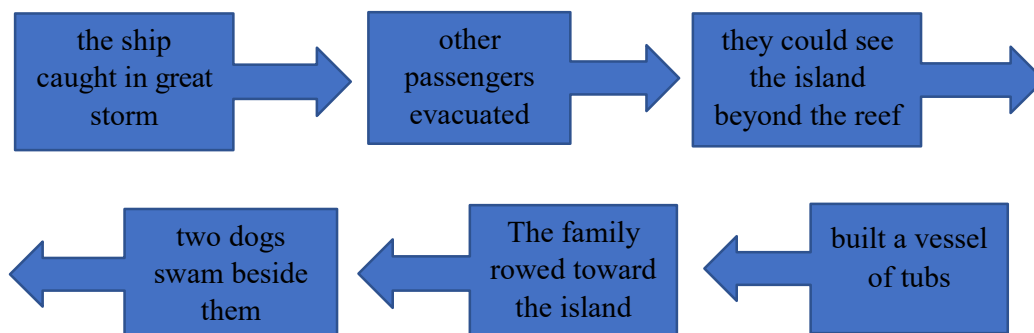 the ship
caught in great
storm
other
passengers
evacuated
they could see
the island
beyond the reef
built a vessel
of tubs
The family
rowed toward
the island
two dogs
swam beside
them